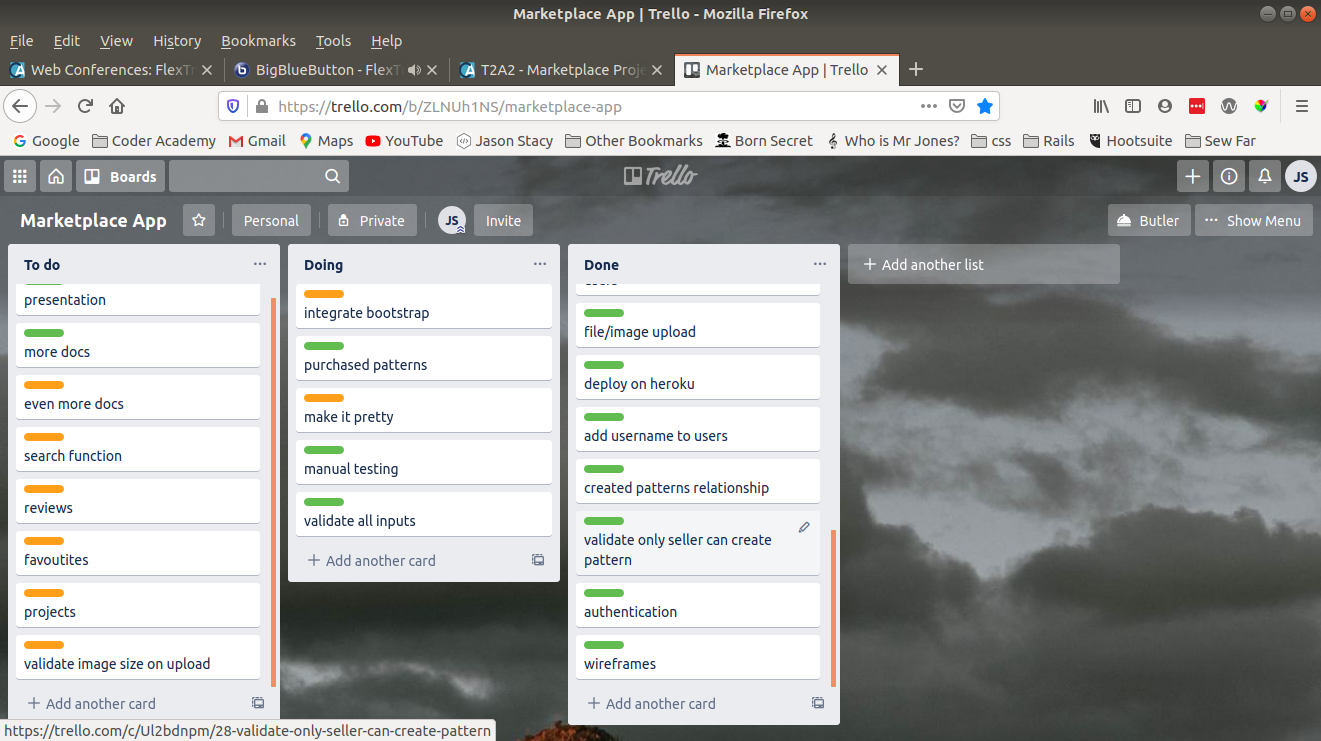 Marketplace App | Trello - Mozilla Firefox
File Edit View History Bookmarks Tools Help
Web Conferences: FlexTr
BigBlueButton - FlexT
T2A2 - Marketplace Proje
Marketplace App | Trello
https://trello.com/b/ZLNUh1NS/marketplace-app
Google Coder Academy Gmail Maps YouTube Jason Stacy Other Bookmarks Born Secret Who is Mr Jones? css Rails Hootsuite Sew Far
Boards
Trello
JS
Marketplace App
Personal
Private
JS
Invite
Butler
Show Menu
To do
presentation
more docs
even more docs
search function
reviews
favoutites
projects
validate image size on upload
Add another card
Doing
integrate bootstrap
purchased patterns
make it pretty
manual testing
validate all inputs
Add another card
Done
file/image upload
deploy on heroku
add username to users
created patterns relationship
validate only seller can create
pattern
authentication
wireframes
Add another card
Add another list
https://trello.com/c/Ul2bdnpm/28-validate-only-seller-can-create-pattern